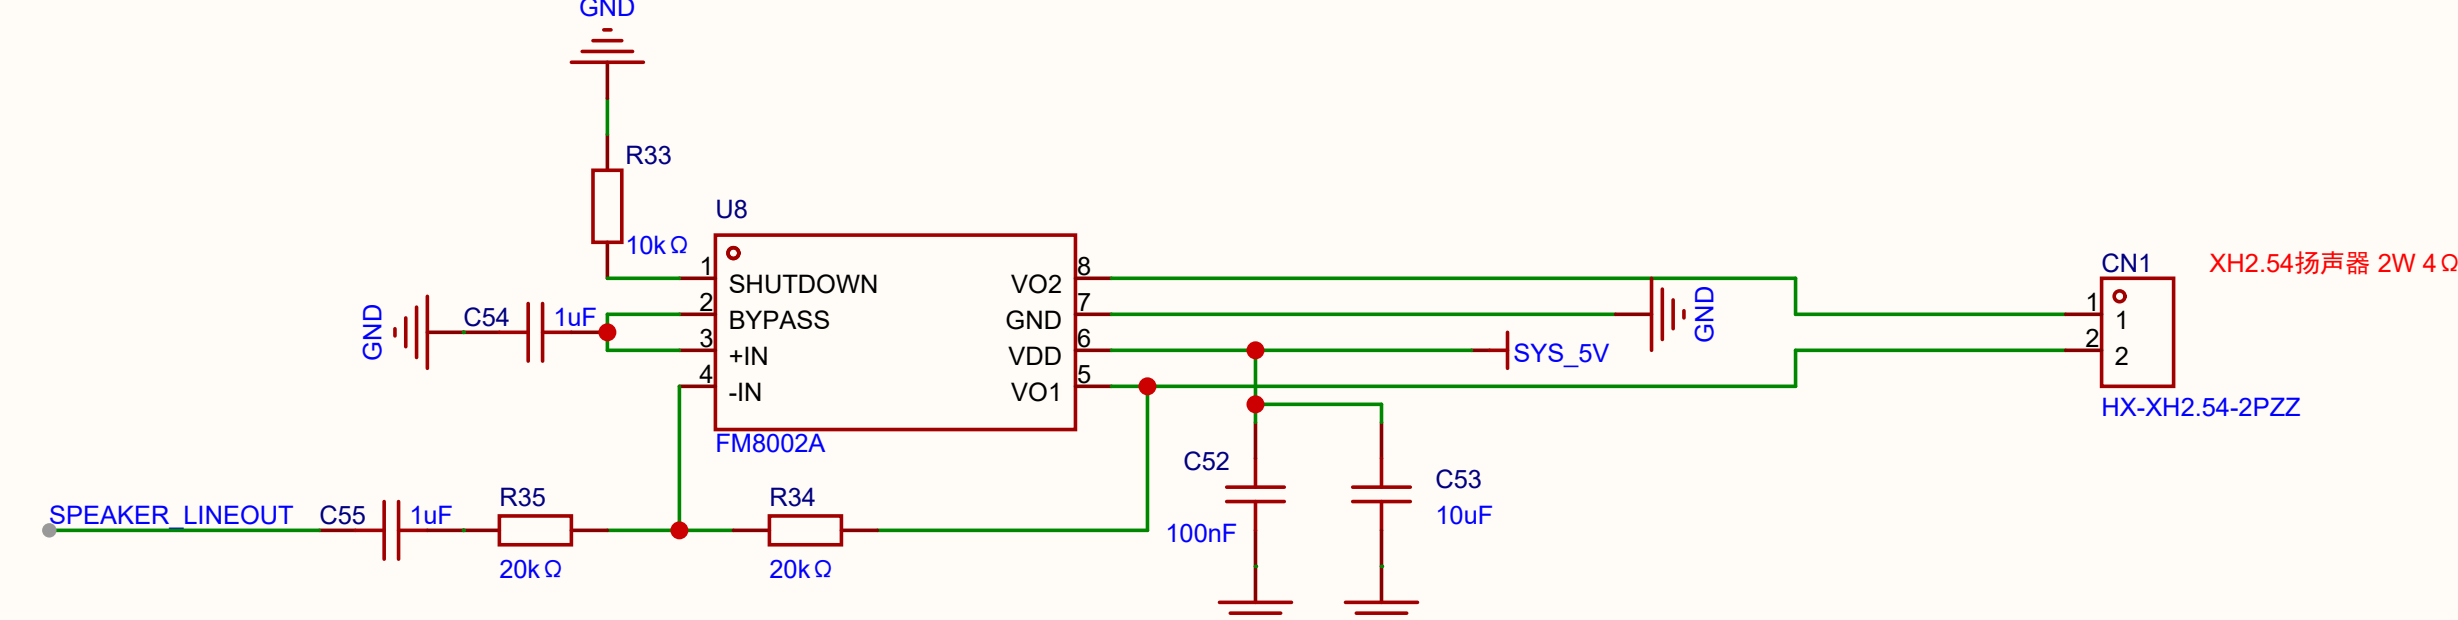 GND
R33
10kΩ
U8
1
SHUTDOWN
2
BYPASS
3
+IN
4
-IN
8
VO2
7
GND
6
VDD
5
VO1
FM8002A
GND
C54
1uF
GND
SYS_5V
CN1
XH2.54扬声器 2W 4Ω
1
1
2
2
HX-XH2.54-2PZZ
SPEAKER_LINEOUT
C55
1uF
R35
20kΩ
R34
20kΩ
C52
100nF
C53
10uF